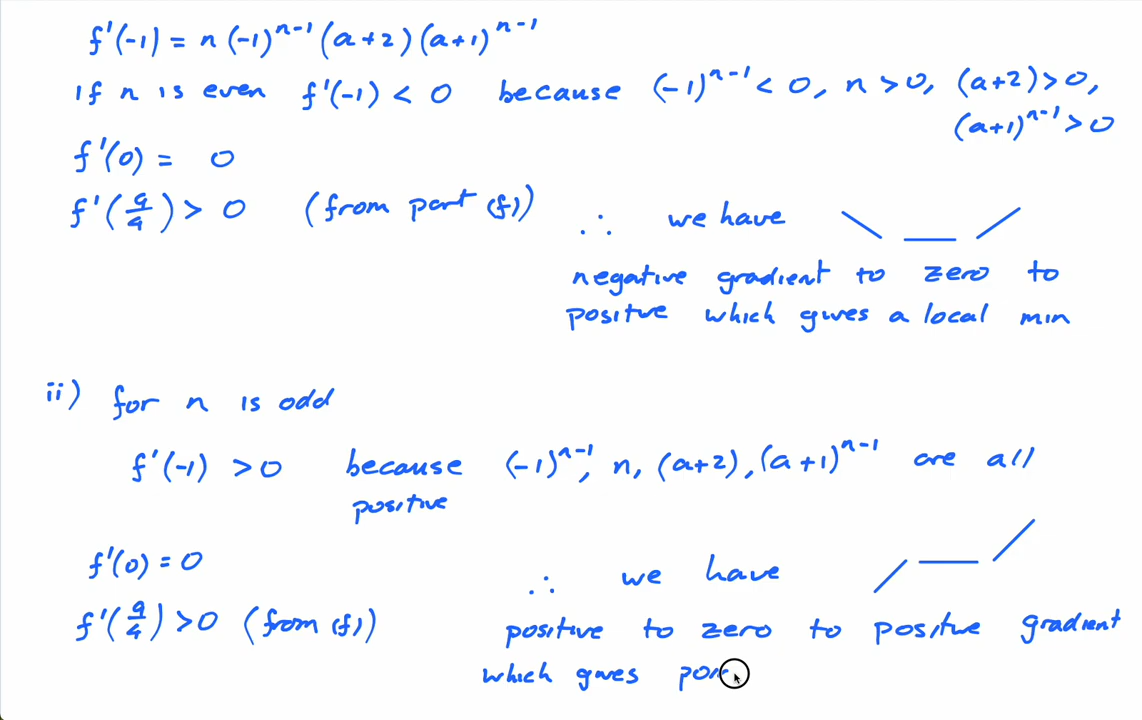 f'(-1) = n (-1)^{n-1} (a+2) (a+1)^{n-1}
if n is even f'(-1) < 0 because (-1)^{n-1} < 0, n > 0, (a+2) > 0,
(a+1)^{n-1} > 0
f'(0) = 0
f'(a/4) > 0 (from part (f))
∴ we have
negative gradient to zero to
positive which gives a local min
ii) for n is odd
f'(-1) > 0 because (-1)^{n-1}, n, (a+2), (a+1)^{n-1} are all
positive
f'(0) = 0
∴ we have
f'(a/4) > 0 (from (f))
positive to zero to positive gradient
which gives poi